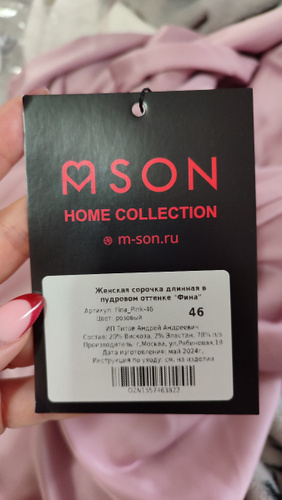 MSON
HOME COLLECTION
m-son.ru
Женская сорочка длинная в
пудровом оттенке "Фина"
Артикул: Fina_Pink-46
Цвет: розовый
46
ИП Титов Андрей Андреевич
Состав: 20% Вискоза, 2% Эластан, 78% п/э
Производитель: г.Москва, ул.Рябиновая,18
Дата изготовления: май 2024г.
Инструкция по уходу: см. на изделии
OZN1557463822